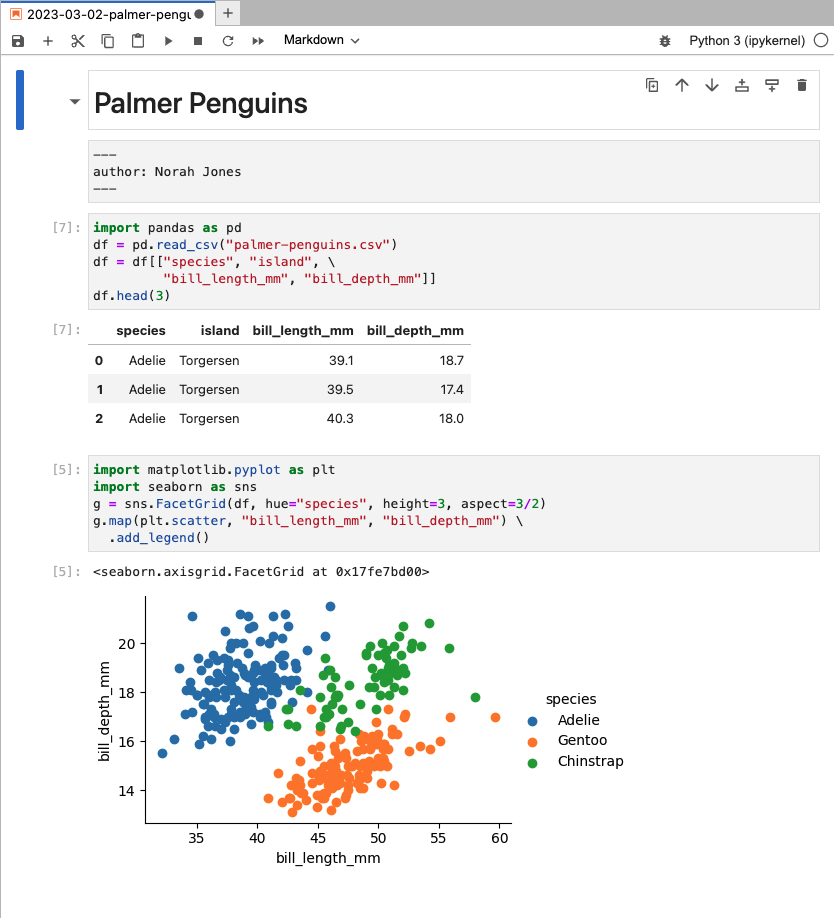 2023-03-02-palmer-pengu
Markdown
Python 3 (ipykernel)
Palmer Penguins
---
author: Norah Jones
---
[7]:
import pandas as pd
df = pd.read_csv("palmer-penguins.csv")
df = df[["species", "island", \
         "bill_length_mm", "bill_depth_mm"]]
df.head(3)
[7]:
species island bill_length_mm bill_depth_mm
0 Adelie Torgersen 39.1 18.7
1 Adelie Torgersen 39.5 17.4
2 Adelie Torgersen 40.3 18.0
[5]:
import matplotlib.pyplot as plt
import seaborn as sns
g = sns.FacetGrid(df, hue="species", height=3, aspect=3/2)
g.map(plt.scatter, "bill_length_mm", "bill_depth_mm") \
  .add_legend()
[5]:
<seaborn.axisgrid.FacetGrid at 0x17fe7bd00>
bill_depth_mm
20
18
16
14
35 40 45 50 55 60
bill_length_mm
species
Adelie
Gentoo
Chinstrap